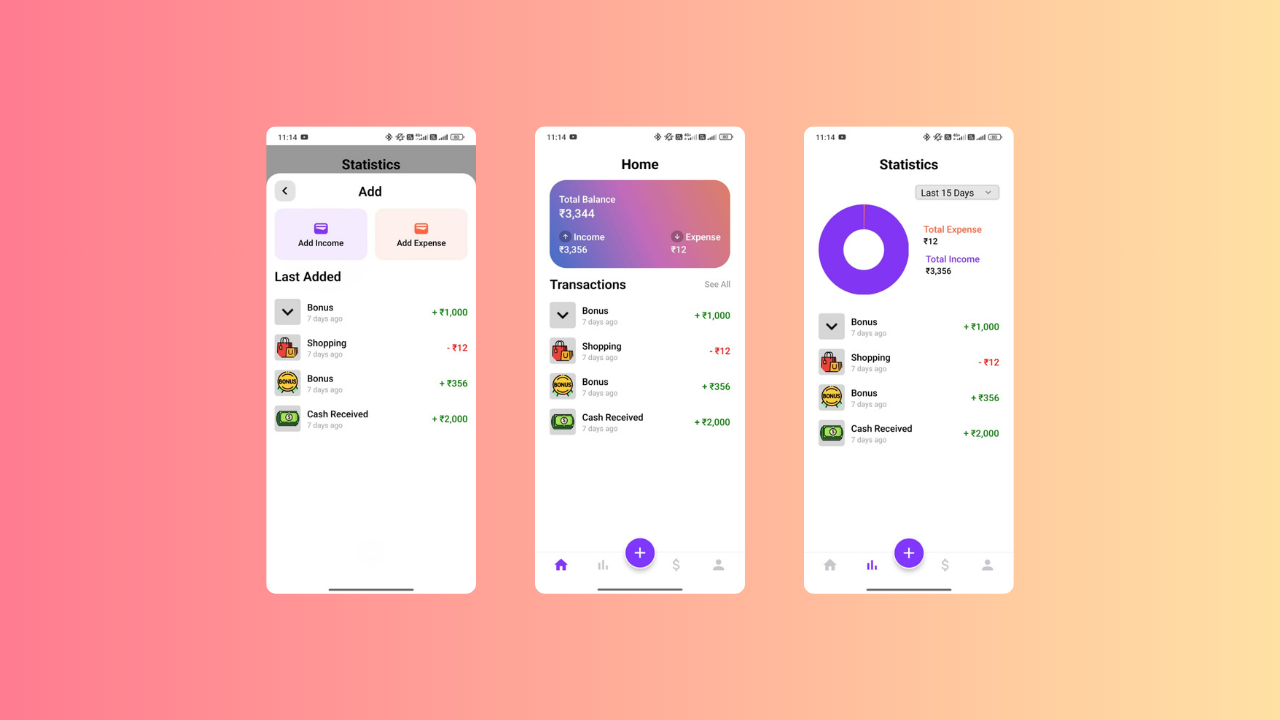 11:14
Statistics
Add
Add Income
Add Expense
Last Added
Bonus
7 days ago
+ ₹1,000
Shopping
7 days ago
- ₹12
BONUS
Bonus
7 days ago
+ ₹356
Cash Received
7 days ago
+ ₹2,000
11:14
Home
Total Balance
₹3,344
Income
₹3,356
Expense
₹12
Transactions
See All
Bonus
7 days ago
+ ₹1,000
Shopping
7 days ago
- ₹12
BONUS
Bonus
7 days ago
+ ₹356
Cash Received
7 days ago
+ ₹2,000
$
11:14
Statistics
Last 15 Days
Total Expense
₹12
Total Income
₹3,356
Bonus
7 days ago
+ ₹1,000
Shopping
7 days ago
- ₹12
BONUS
Bonus
7 days ago
+ ₹356
Cash Received
7 days ago
+ ₹2,000
$